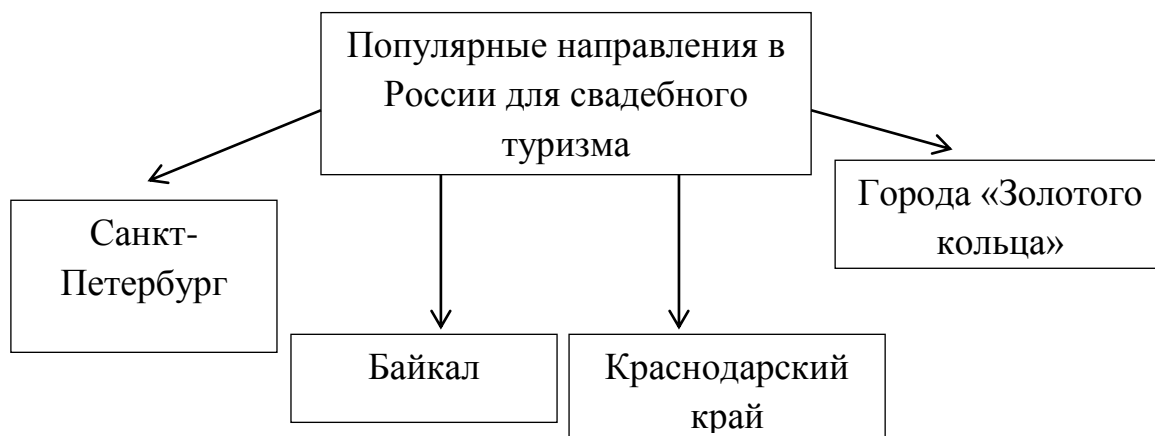 Популярные направления в
России для свадебного
туризма
Санкт-
Петербург
Байкал
Краснодарский
край
Города «Золотого
кольца»